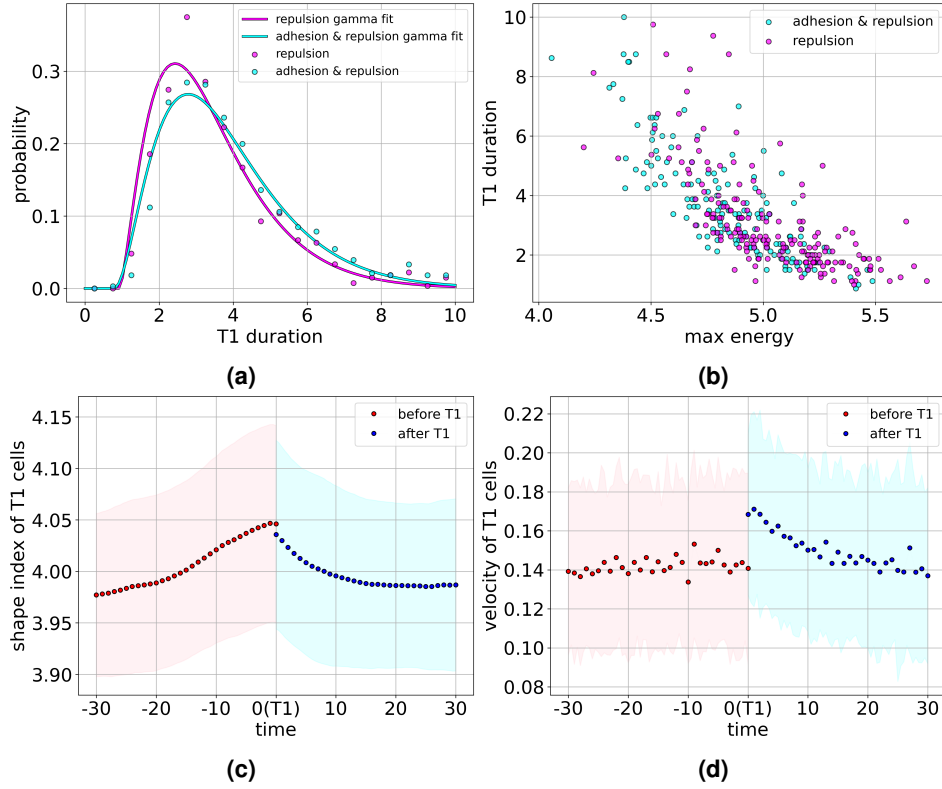 repulsion gamma fit
adhesion & repulsion gamma fit
repulsion
adhesion & repulsion
probability
0.3
0.2
0.1
0.0
0 2 4 6 8 10
T1 duration
(a)
adhesion & repulsion
repulsion
T1 duration
10
8
6
4
2
4.0 4.5 5.0 5.5
max energy
(b)
before T1
after T1
shape index of T1 cells
4.15
4.10
4.05
4.00
3.95
3.90
-30 -20 -10 0(T1) 10 20 30
time
(c)
before T1
after T1
velocity of T1 cells
0.22
0.20
0.18
0.16
0.14
0.12
0.10
0.08
-30 -20 -10 0(T1) 10 20 30
time
(d)